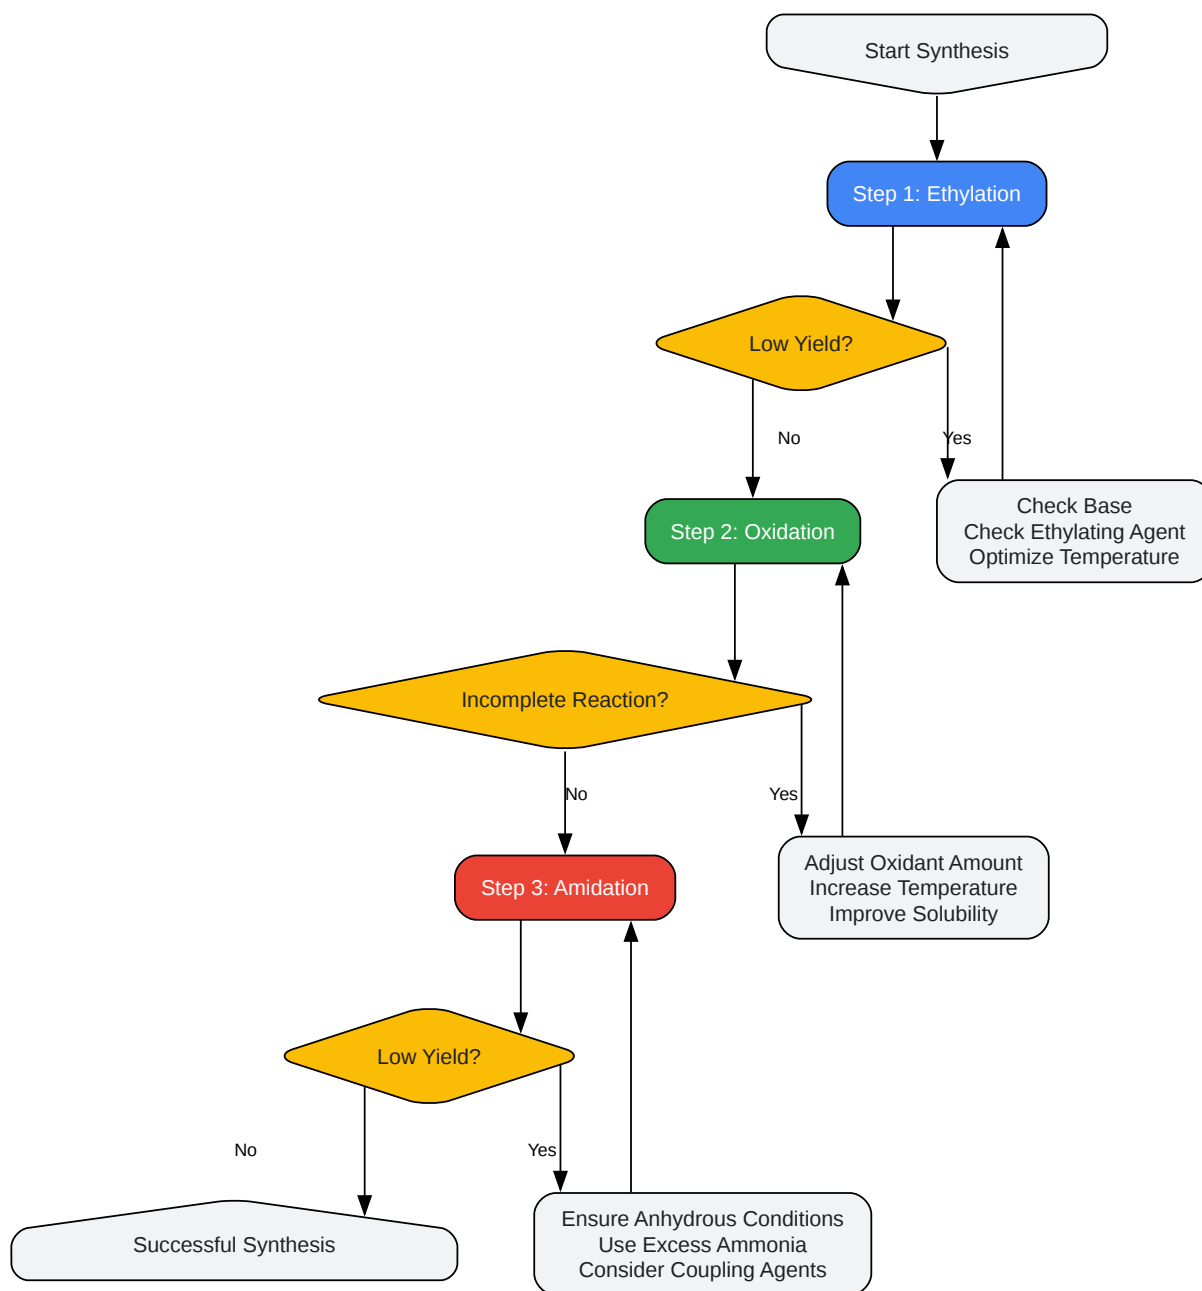 Start Synthesis
Step 1: Ethylation
Low Yield?
No
Yes
Check Base
Check Ethylating Agent
Optimize Temperature
Step 2: Oxidation
Incomplete Reaction?
No
Yes
Adjust Oxidant Amount
Increase Temperature
Improve Solubility
Step 3: Amidation
Low Yield?
No
Yes
Ensure Anhydrous Conditions
Use Excess Ammonia
Consider Coupling Agents
Successful Synthesis